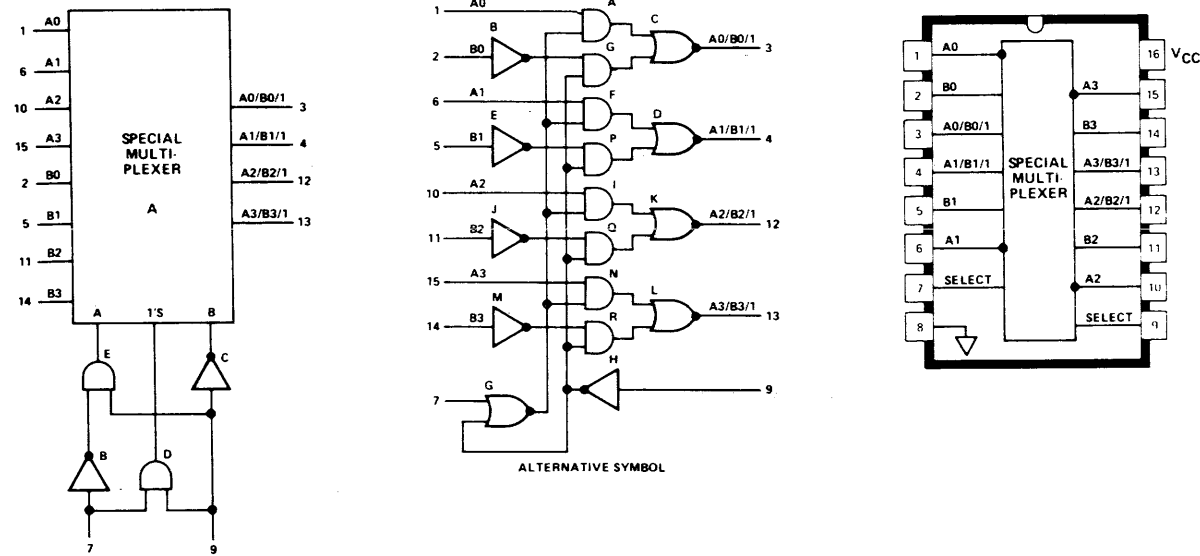 1 A0
6 A1
10 A2
15 A3
2 B0
5 B1
11 B2
14 B3
SPECIAL
MULTI-
PLEXER
A
A0/B0/1 3
A1/B1/1 4
A2/B2/1 12
A3/B3/1 13
A 1'S B
E
C
B
D
7 9
1 A0 A
2 B0 B
G
C
A0/B0/1 3
6 A1 F
5 B1 E
P
D
A1/B1/1 4
10 A2 I
11 B2 J
Q
K
A2/B2/1 12
15 A3 N
14 B3 M
R
L
A3/B3/1 13
H
9
7 G
ALTERNATIVE SYMBOL
1 A0
2 B0
3 A0/B0/1
4 A1/B1/1
5 B1
6 A1
7 SELECT
8
SPECIAL
MULTI-
PLEXER
16 VCC
A3 15
B3 14
A3/B3/1 13
A2/B2/1 12
B2 11
A2 10
SELECT 9